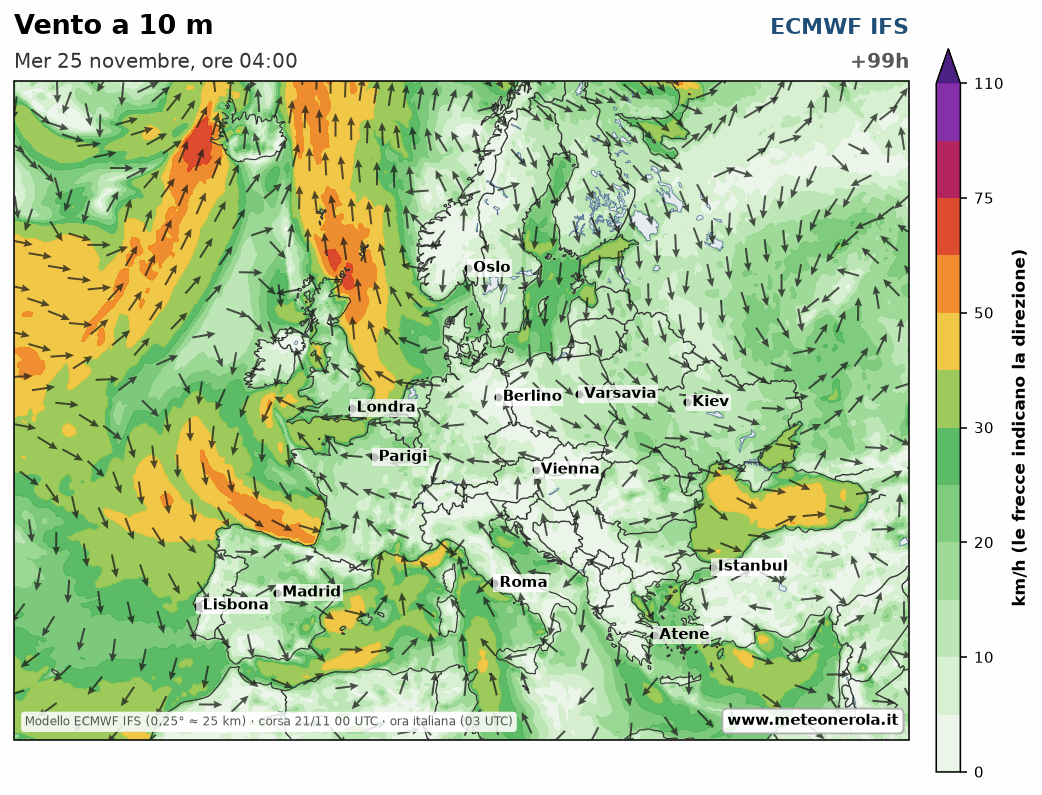 Vento a 10 m
ECMWF IFS
Mer 25 novembre, ore 04:00
+99h
110
75
50
30
20
10
0
km/h (le frecce indicano la direzione)
Oslo
Berlino
Varsavia
Kiev
Londra
Parigi
Vienna
Istanbul
Roma
Madrid
Lisbona
Atene
Modello ECMWF IFS (0,25° ≈ 25 km) · corsa 21/11 00 UTC · ora italiana (03 UTC)
www.meteonerola.it